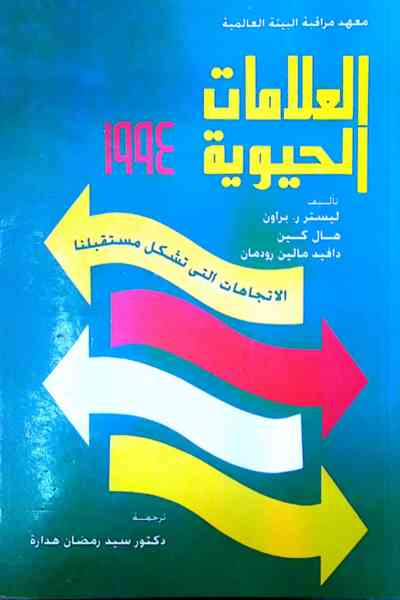 معهد مراقبة البيئة العالمية
العلامات
الحيوية ١٩٩٤
تأليف
ليستر ر. براون
هال كين
دافيد مالين رودمان
الاتجاهات التى تشكل مستقبلنا
ترجمة
دكتور سيد رمضان هدارة